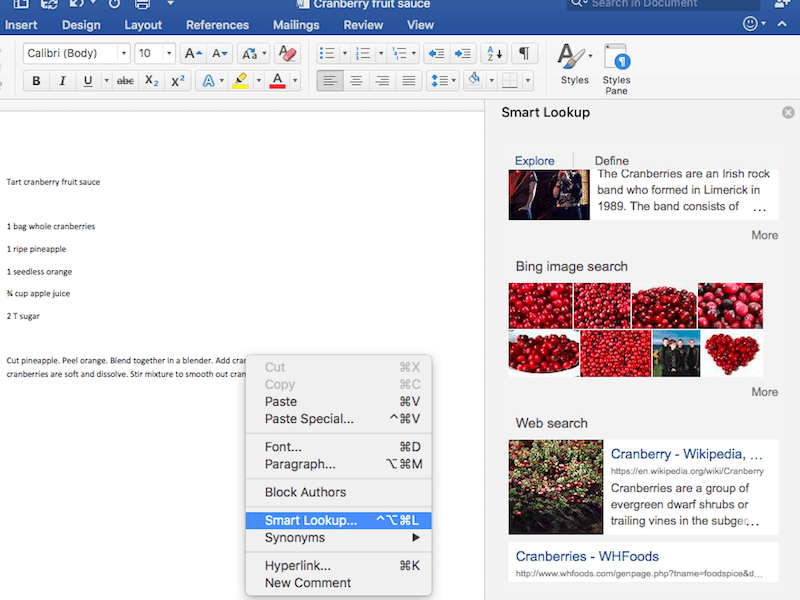 Cranberry fruit sauce
Search in Document
Insert Design Layout References Mailings Review View
Calibri (Body) 10 A A Aa A
A Z ¶
B I U abc X2 X2 A A
Styles
Styles
Pane
Smart Lookup
Explore Define
The Cranberries are an Irish rock
band who formed in Limerick in
1989. The band consists of ...
More
Bing image search
More
Web search
Cranberry - Wikipedia, ...
https://en.wikipedia.org/wiki/Cranberry
Cranberries are a group of
evergreen dwarf shrubs or
trailing vines in the subger...
Cranberries - WHFoods
http://www.whfoods.com/genpage.php?tname=foodspice&d...
Tart cranberry fruit sauce
1 bag whole cranberries
1 ripe pineapple
1 seedless orange
¾ cup apple juice
2 T sugar
Cut pineapple. Peel orange. Blend together in a blender. Add cran
cranberries are soft and dissolve. Stir mixture to smooth out cran
Cut ⌘X
Copy ⌘C
Paste ⌘V
Paste Special... ^⌘V
Font... ⌘D
Paragraph... ⌥⌘M
Block Authors
Smart Lookup... ^⌥⌘L
Synonyms
Hyperlink... ⌘K
New Comment